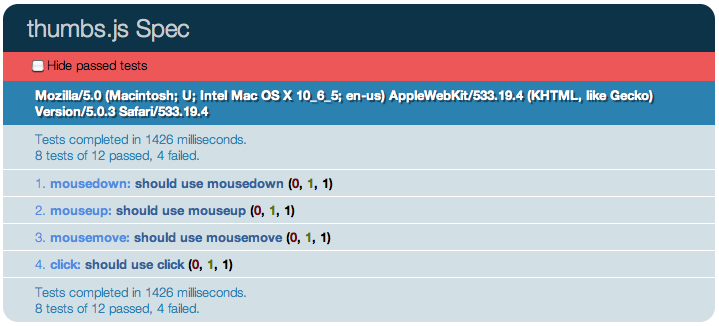 thumbs.js Spec
Hide passed tests
Mozilla/5.0 (Macintosh; U; Intel Mac OS X 10_6_5; en-us) AppleWebKit/533.19.4 (KHTML, like Gecko)
Version/5.0.3 Safari/533.19.4
Tests completed in 1426 milliseconds.
8 tests of 12 passed, 4 failed.
1. mousedown: should use mousedown (0, 1, 1)
2. mouseup: should use mouseup (0, 1, 1)
3. mousemove: should use mousemove (0, 1, 1)
4. click: should use click (0, 1, 1)
Tests completed in 1426 milliseconds.
8 tests of 12 passed, 4 failed.